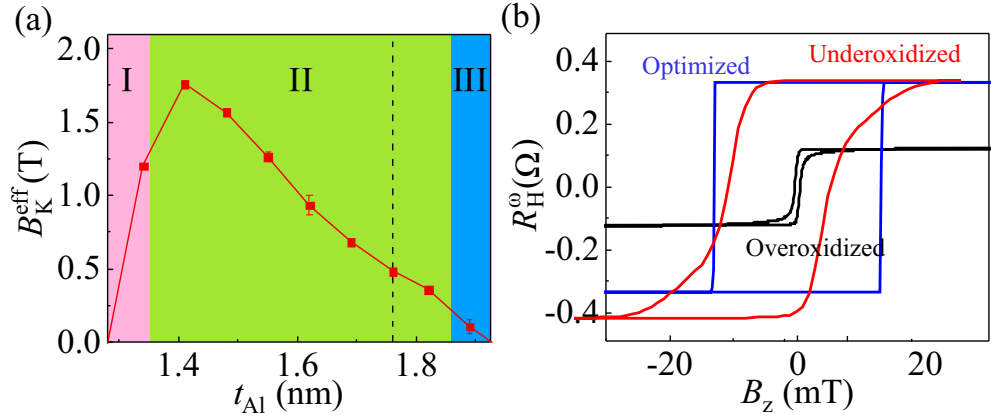 (a)
I
II
III
B_K^eff(T)
2.0
1.5
1.0
0.5
0.0
1.4
1.6
1.8
t_Al (nm)
(b)
Optimized
Underoxidized
Overoxidized
R_H^ω(Ω)
0.4
0.2
0.0
-0.2
-0.4
-20
0
20
B_z (mT)